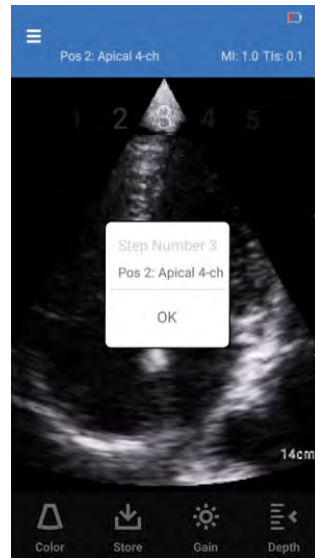 Pos 2: Apical 4-ch MI: 1.0 TIs: 0.1
1 2 3 4 5
Step Number 3
Pos 2: Apical 4-ch
OK
14cm
Color Store Gain Depth